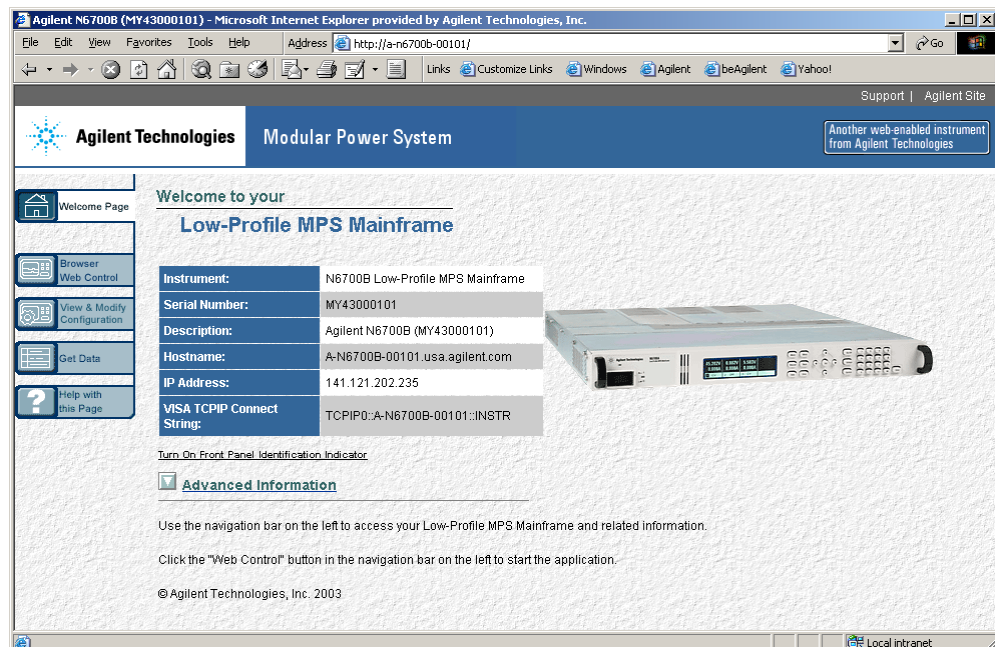 Agilent N6700B (MY43000101) - Microsoft Internet Explorer provided by Agilent Technologies, Inc.
File Edit View Favorites Tools Help Address http://a-n6700b-00101/ Go
Links Customize Links Windows Agilent beAgilent Yahoo!
Support | Agilent Site
Agilent Technologies Modular Power System
Another web-enabled instrument
from Agilent Technologies
Welcome Page
Browser
Web Control
View & Modify
Configuration
Get Data
Help with
this Page
Welcome to your
Low-Profile MPS Mainframe
Instrument: N6700B Low-Profile MPS Mainframe
Serial Number: MY43000101
Description: Agilent N6700B (MY43000101)
Hostname: A-N6700B-00101.usa.agilent.com
IP Address: 141.121.202.235
VISA TCPIP Connect
String: TCPIP0::A-N6700B-00101::INSTR
Turn On Front Panel Identification Indicator
Advanced Information
Use the navigation bar on the left to access your Low-Profile MPS Mainframe and related information.
Click the "Web Control" button in the navigation bar on the left to start the application.
© Agilent Technologies, Inc. 2003
Local intranet